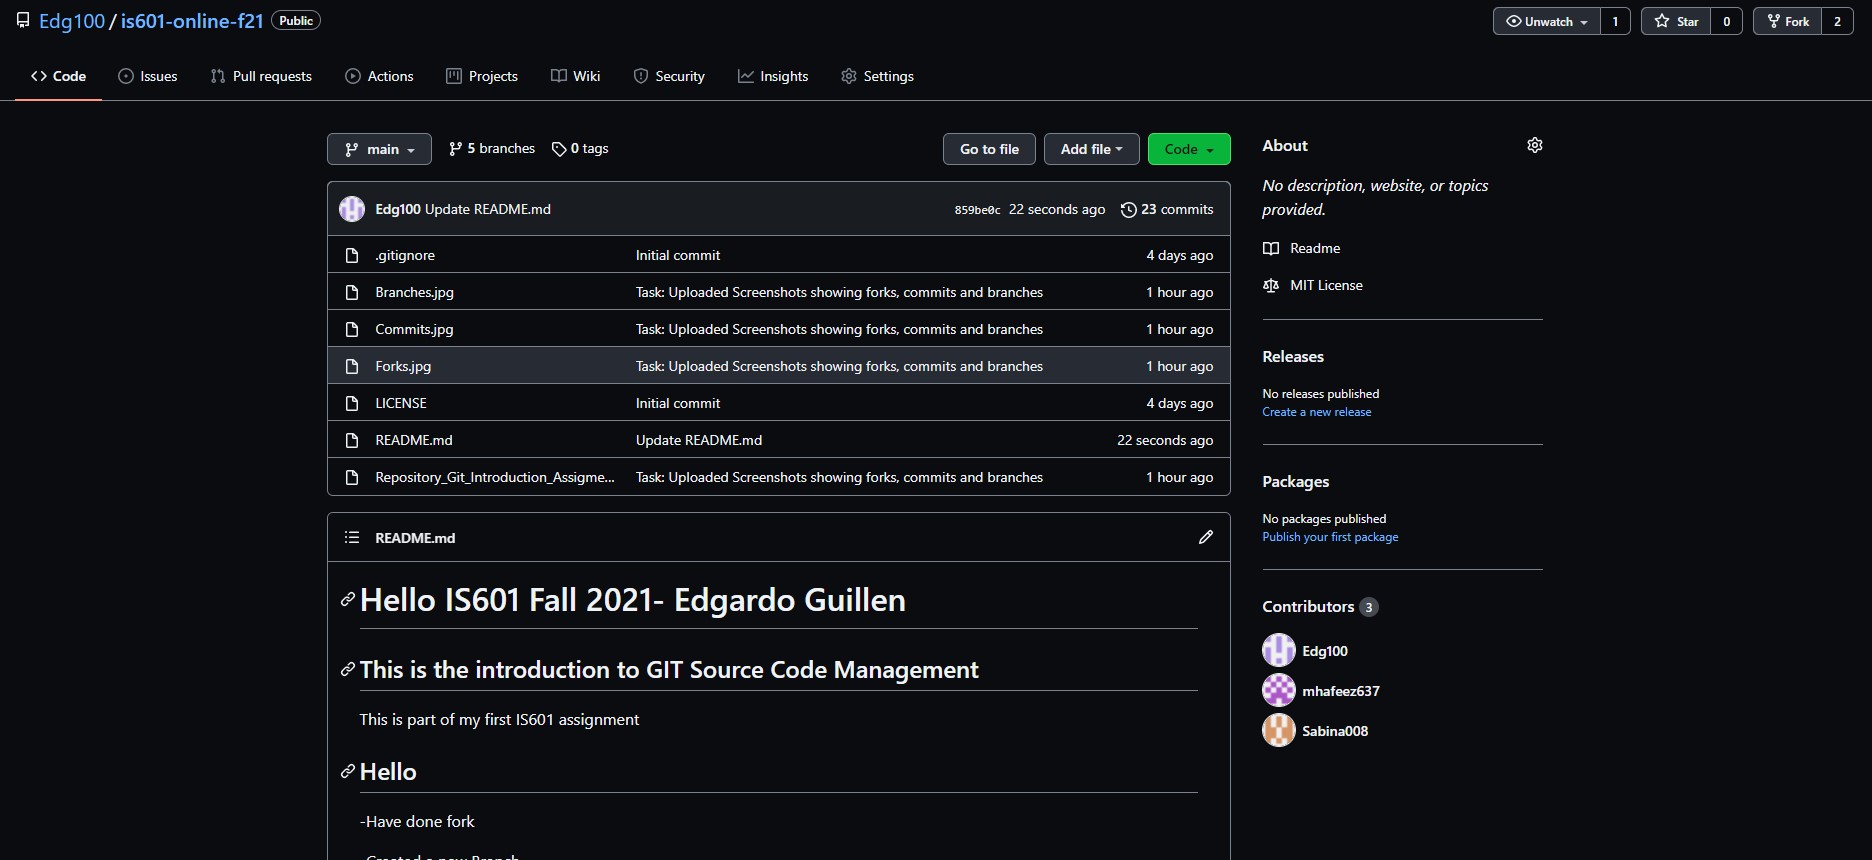 Edg100 / is601-online-f21 Public
Unwatch 1 Star 0 Fork 2
Code Issues Pull requests Actions Projects Wiki Security Insights Settings
main 5 branches 0 tags Go to file Add file Code
Edg100 Update README.md 859be0c 22 seconds ago 23 commits
.gitignore Initial commit 4 days ago
Branches.jpg Task: Uploaded Screenshots showing forks, commits and branches 1 hour ago
Commits.jpg Task: Uploaded Screenshots showing forks, commits and branches 1 hour ago
Forks.jpg Task: Uploaded Screenshots showing forks, commits and branches 1 hour ago
LICENSE Initial commit 4 days ago
README.md Update README.md 22 seconds ago
Repository_Git_Introduction_Assigme... Task: Uploaded Screenshots showing forks, commits and branches 1 hour ago
README.md
Hello IS601 Fall 2021- Edgardo Guillen
This is the introduction to GIT Source Code Management
This is part of my first IS601 assignment
Hello
-Have done fork
-Created a new Branch
About
No description, website, or topics
provided.
Readme
MIT License
Releases
No releases published
Create a new release
Packages
No packages published
Publish your first package
Contributors 3
Edg100
mhafeez637
Sabina008